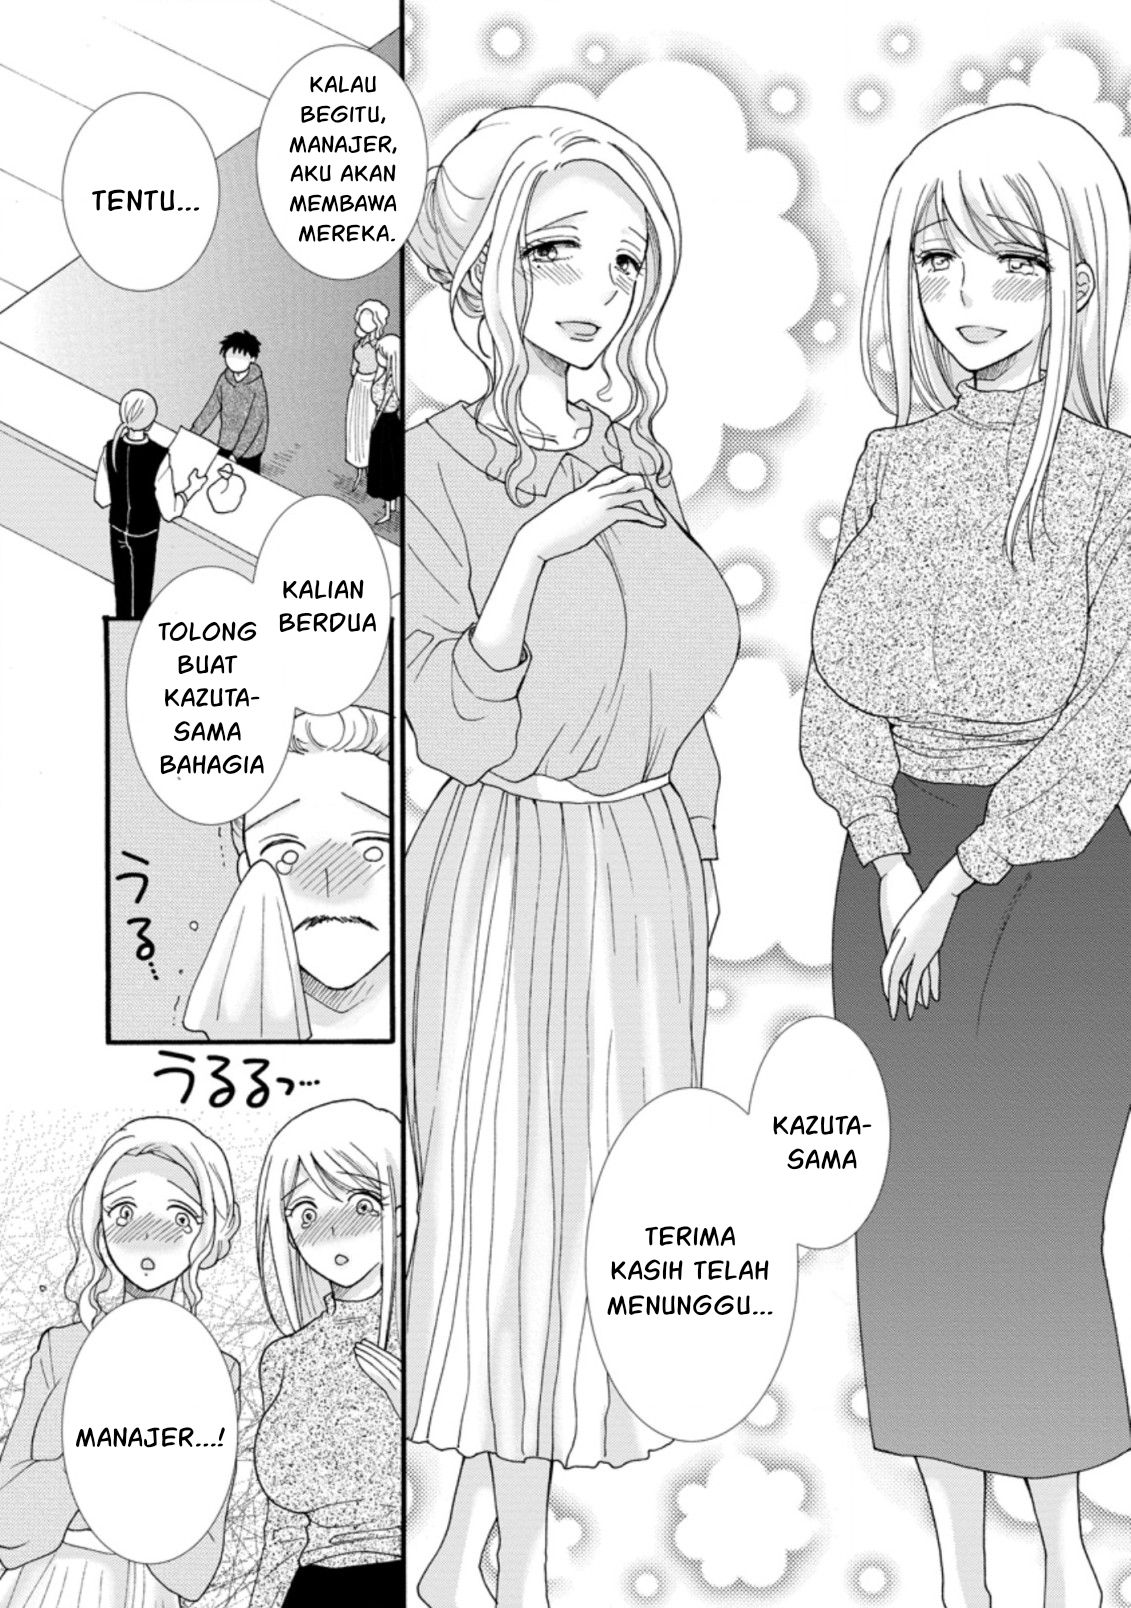 KAZUTA-
SAMA
TERIMA
KASIH TELAH
MENUNGGU...
KALAU
BEGITU,
MANAJER,
AKU AKAN
MEMBAWA
MEREKA.
TENTU...
KALIAN
BERDUA
TOLONG
BUAT
KAZUTA-
SAMA
BAHAGIA
うる...
うるるっ...
MANAJER...!